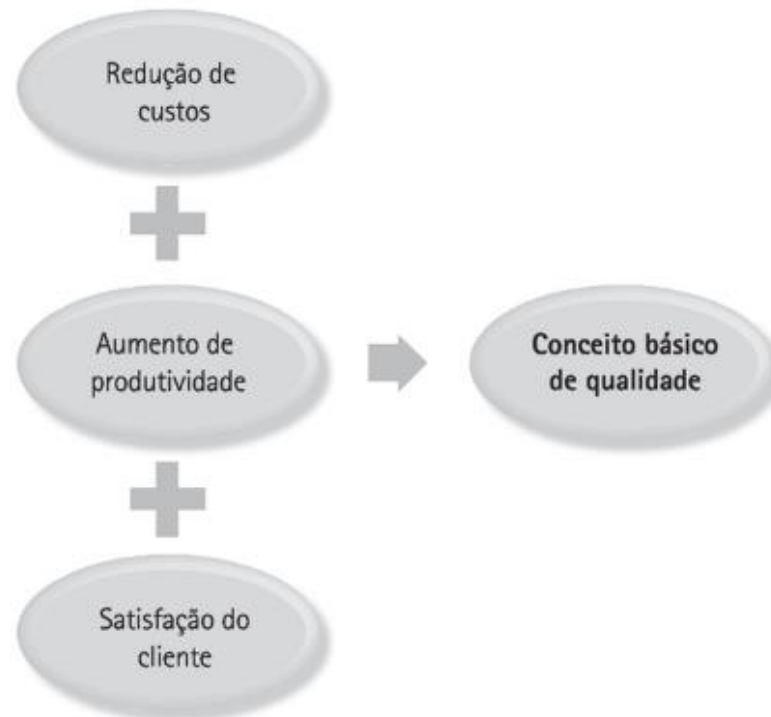 Redução de
custos
Aumento de
produtividade
Conceito básico
de qualidade
Satisfação do
cliente